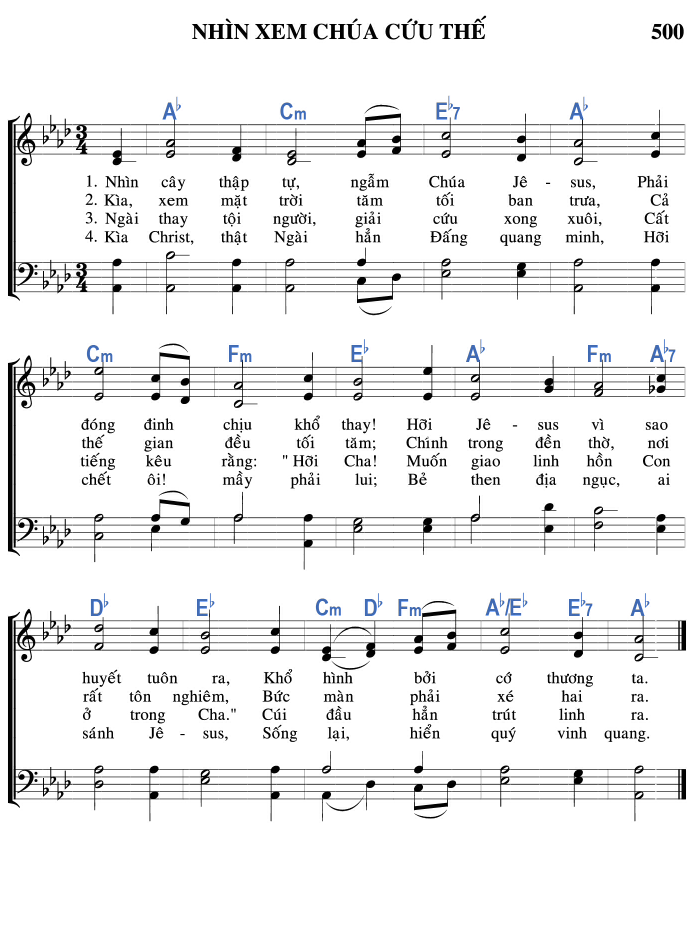 NHÌN XEM CHÚA CỨU THẾ 500
A♭ Cm E♭7 A♭
3 4
1. Nhìn cây thập tự, ngẫm Chúa Jê - sus, Phải
2. Kìa, xem mặt trời tăm tối ban trưa, Cả
3. Ngài thay tội người, giải cứu xong xuôi, Cất
4. Kìa Christ, thật Ngài hẳn Đấng quang minh, Hỡi
3 4
Cm Fm E♭ A♭ Fm A♭7
đóng đinh chịu khổ thay! Hỡi Jê - sus vì sao
thế gian đều tối tăm; Chính trong đền thờ, nơi
tiếng kêu rằng: "Hỡi Cha! Muốn giao linh hồn Con
chết ôi! mầy phải lui; Bẻ then địa ngục, ai
D♭ E♭ Cm D♭ Fm A♭/E♭ E♭7 A♭
huyết tuôn ra, Khổ hình bởi cớ thương ta.
rất tôn nghiêm, Bức màn phải xé hai ra.
ở trong Cha." Cúi đầu hẳn trút linh ra.
sánh Jê - sus, Sống lại, hiển quý vinh quang.